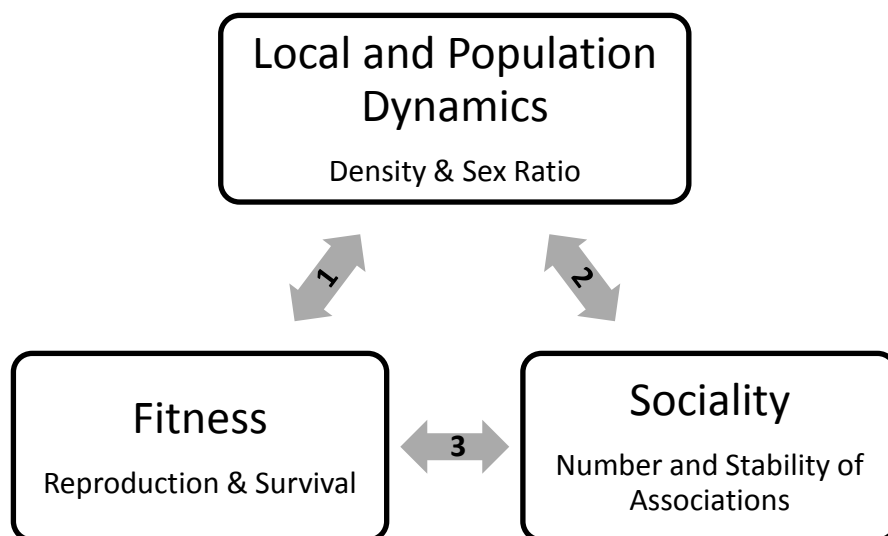 Local and Population
Dynamics
Density & Sex Ratio
1
2
Fitness
Reproduction & Survival
3
Sociality
Number and Stability of
Associations